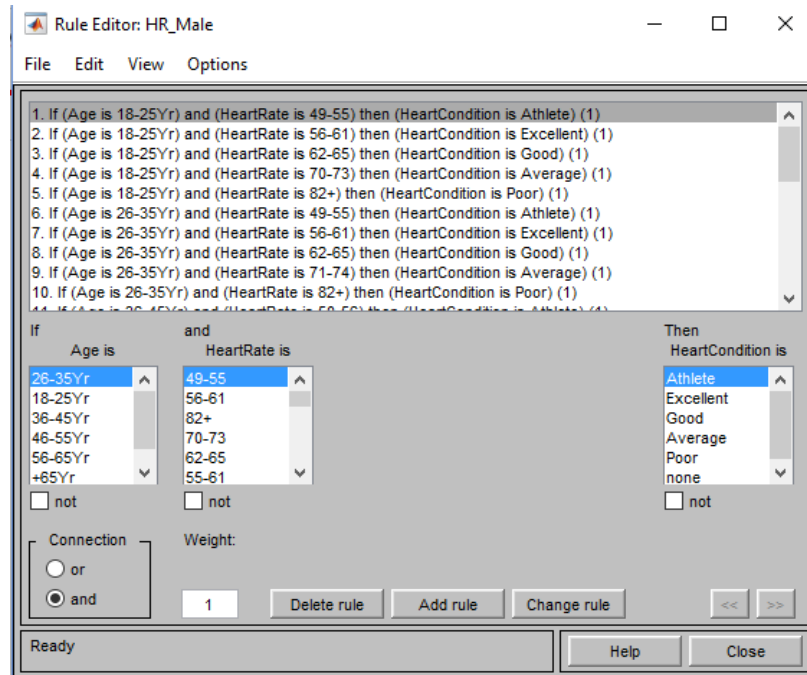 Rule Editor: HR_Male
File Edit View Options
1. If (Age is 18-25Yr) and (HeartRate is 49-55) then (HeartCondition is Athlete) (1)
2. If (Age is 18-25Yr) and (HeartRate is 56-61) then (HeartCondition is Excellent) (1)
3. If (Age is 18-25Yr) and (HeartRate is 62-65) then (HeartCondition is Good) (1)
4. If (Age is 18-25Yr) and (HeartRate is 70-73) then (HeartCondition is Average) (1)
5. If (Age is 18-25Yr) and (HeartRate is 82+) then (HeartCondition is Poor) (1)
6. If (Age is 26-35Yr) and (HeartRate is 49-55) then (HeartCondition is Athlete) (1)
7. If (Age is 26-35Yr) and (HeartRate is 56-61) then (HeartCondition is Excellent) (1)
8. If (Age is 26-35Yr) and (HeartRate is 62-65) then (HeartCondition is Good) (1)
9. If (Age is 26-35Yr) and (HeartRate is 71-74) then (HeartCondition is Average) (1)
10. If (Age is 26-35Yr) and (HeartRate is 82+) then (HeartCondition is Poor) (1)
If and Then
Age is HeartRate is HeartCondition is
26-35Yr 49-55 Athlete
18-25Yr 56-61 Excellent
36-45Yr 82+ Good
46-55Yr 70-73 Average
56-65Yr 62-65 Poor
+65Yr 55-61 none
not not not
Connection Weight:
or
and 1 Delete rule Add rule Change rule << >>
Ready Help Close